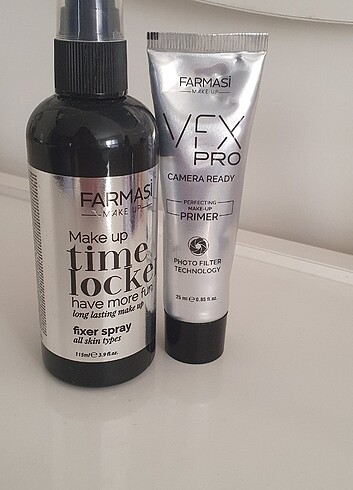 FARMASİ
MAKE UP
Make up
time
locke
have more fun
long lasting make up
fixer spray
all skin types
115ml ℮ 3.9 fl.oz.
FARMASİ
MAKE UP
VFX
PRO
CAMERA READY
PERFECTING
MAKE-UP
PRIMER
PHOTO FILTER
TECHNOLOGY
25 ml ℮ 0.85 fl.oz.